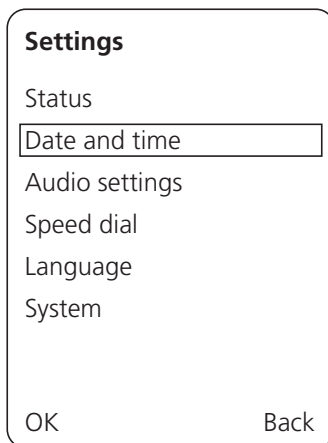 Settings
Status
Date and time
Audio settings
Speed dial
Language
System
OK Back